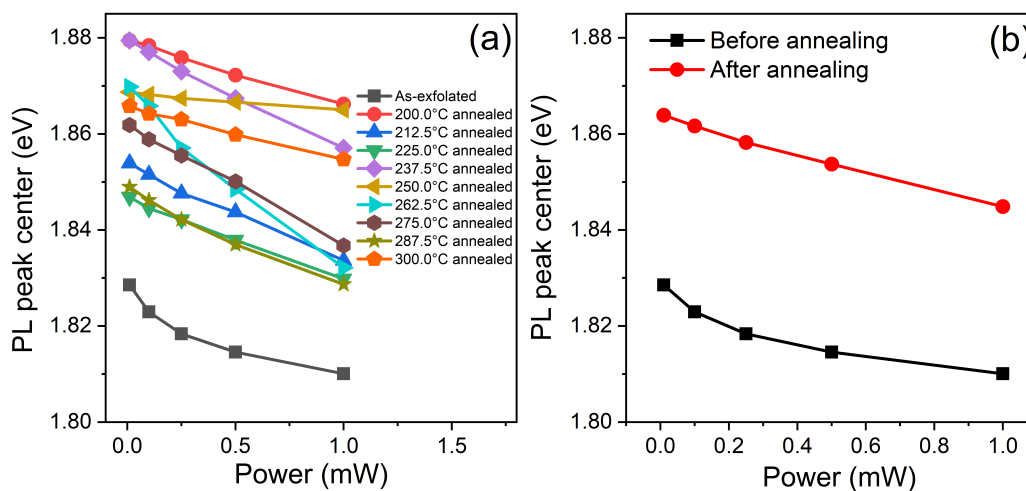 (a)
PL peak center (eV)
1.88
1.86
1.84
1.82
1.80
As-exfolated
200.0°C annealed
212.5°C annealed
225.0°C annealed
237.5°C annealed
250.0°C annealed
262.5°C annealed
275.0°C annealed
287.5°C annealed
300.0°C annealed
0.0 0.5 1.0 1.5
Power (mW)
(b)
PL peak center (eV)
1.88
1.86
1.84
1.82
1.80
Before annealing
After annealing
0.0 0.2 0.4 0.6 0.8 1.0
Power (mW)